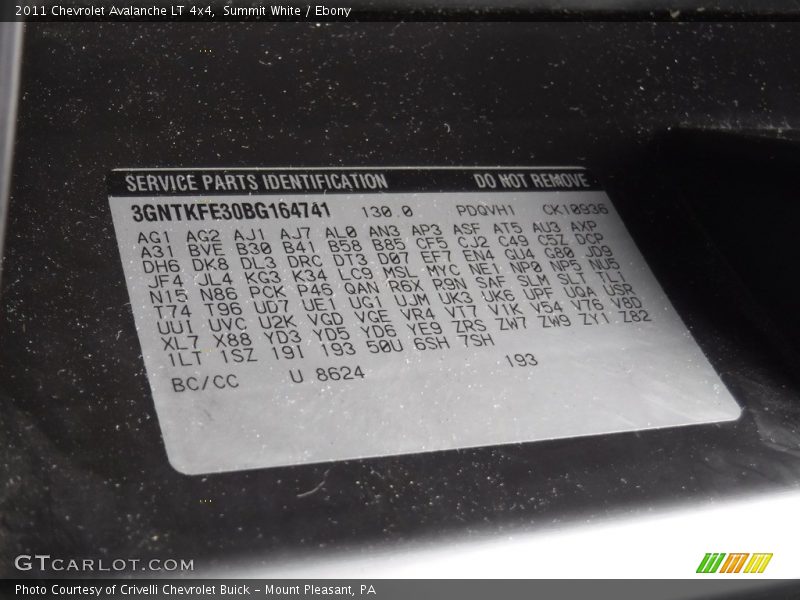 2011 Chevrolet Avalanche LT 4x4, Summit White / Ebony
SERVICE PARTS IDENTIFICATION DO NOT REMOVE
3GNTKFE30BG164741 130.0 PDQVH1 CK10936
AG1 AG2 AJ1 AJ7 AL0 AN3 AP3 ASF AT5 AU3 AXP
A31 BVE B30 B41 B58 B85 CF5 CJ2 C49 C5Z DCP
DH6 DK8 DL3 DRC DT3 D07 EF7 EN4 GU4 G80 JD9
JF4 JL4 KG3 K34 LC9 MSL MYC NE1 NP0 NP5 NU5
N15 N86 PCK P46 QAN R6X R9N SAF SLM SLT TL1
T74 T96 UD7 UE1 UG1 UJM UK3 UK6 UPF UQA USR
UU1 UVC U2K VGD VGE VR4 VT7 V1K V54 V76 V8D
XL7 X88 YD3 YD5 YD6 YE9 ZRS ZW7 ZW9 ZY1 Z82
1LT 1SZ 19I 193 50U 6SH 7SH
BC/CC U 8624 193
GTCARLOT.COM
Photo Courtesy of Crivelli Chevrolet Buick - Mount Pleasant, PA